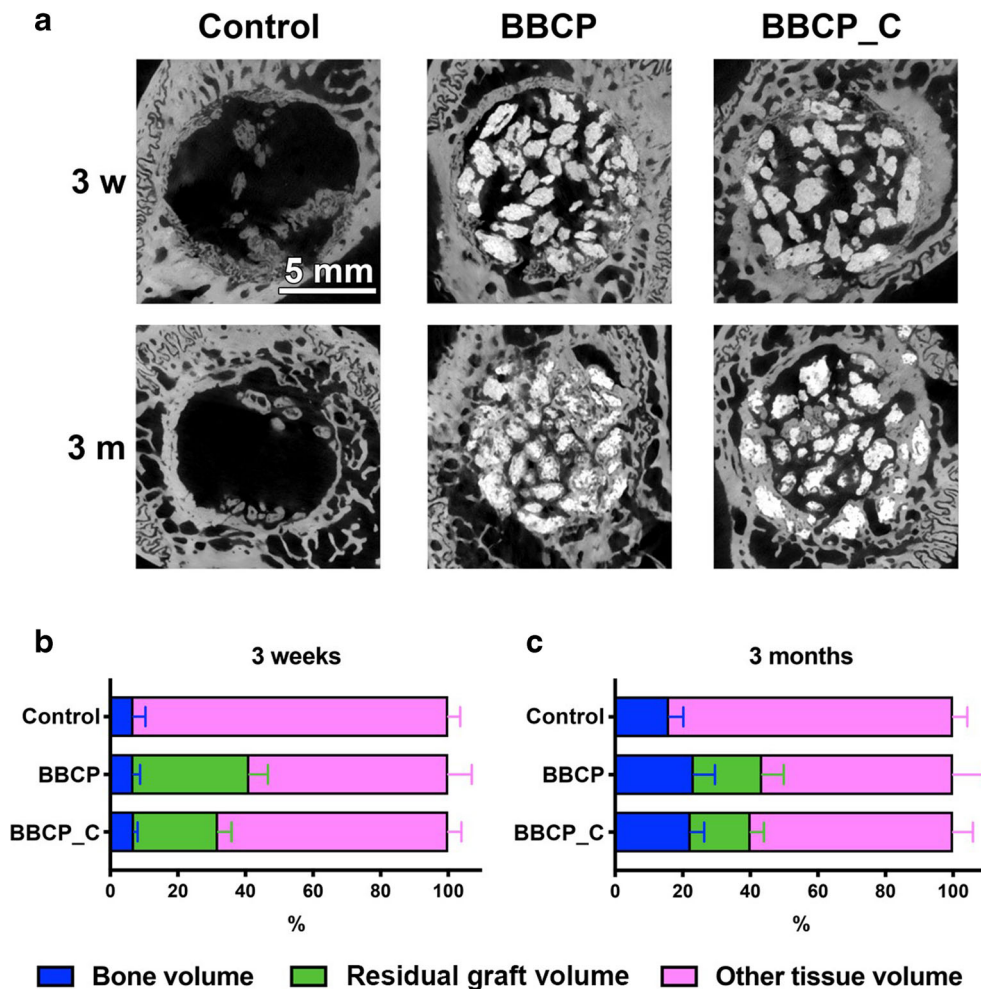 a
Control BBCP BBCP_C
3 w
5 mm
3 m
b
3 weeks
Control
BBCP
BBCP_C
0 20 40 60 80 100
%
c
3 months
Control
BBCP
BBCP_C
0 20 40 60 80 100
%
Bone volume Residual graft volume Other tissue volume